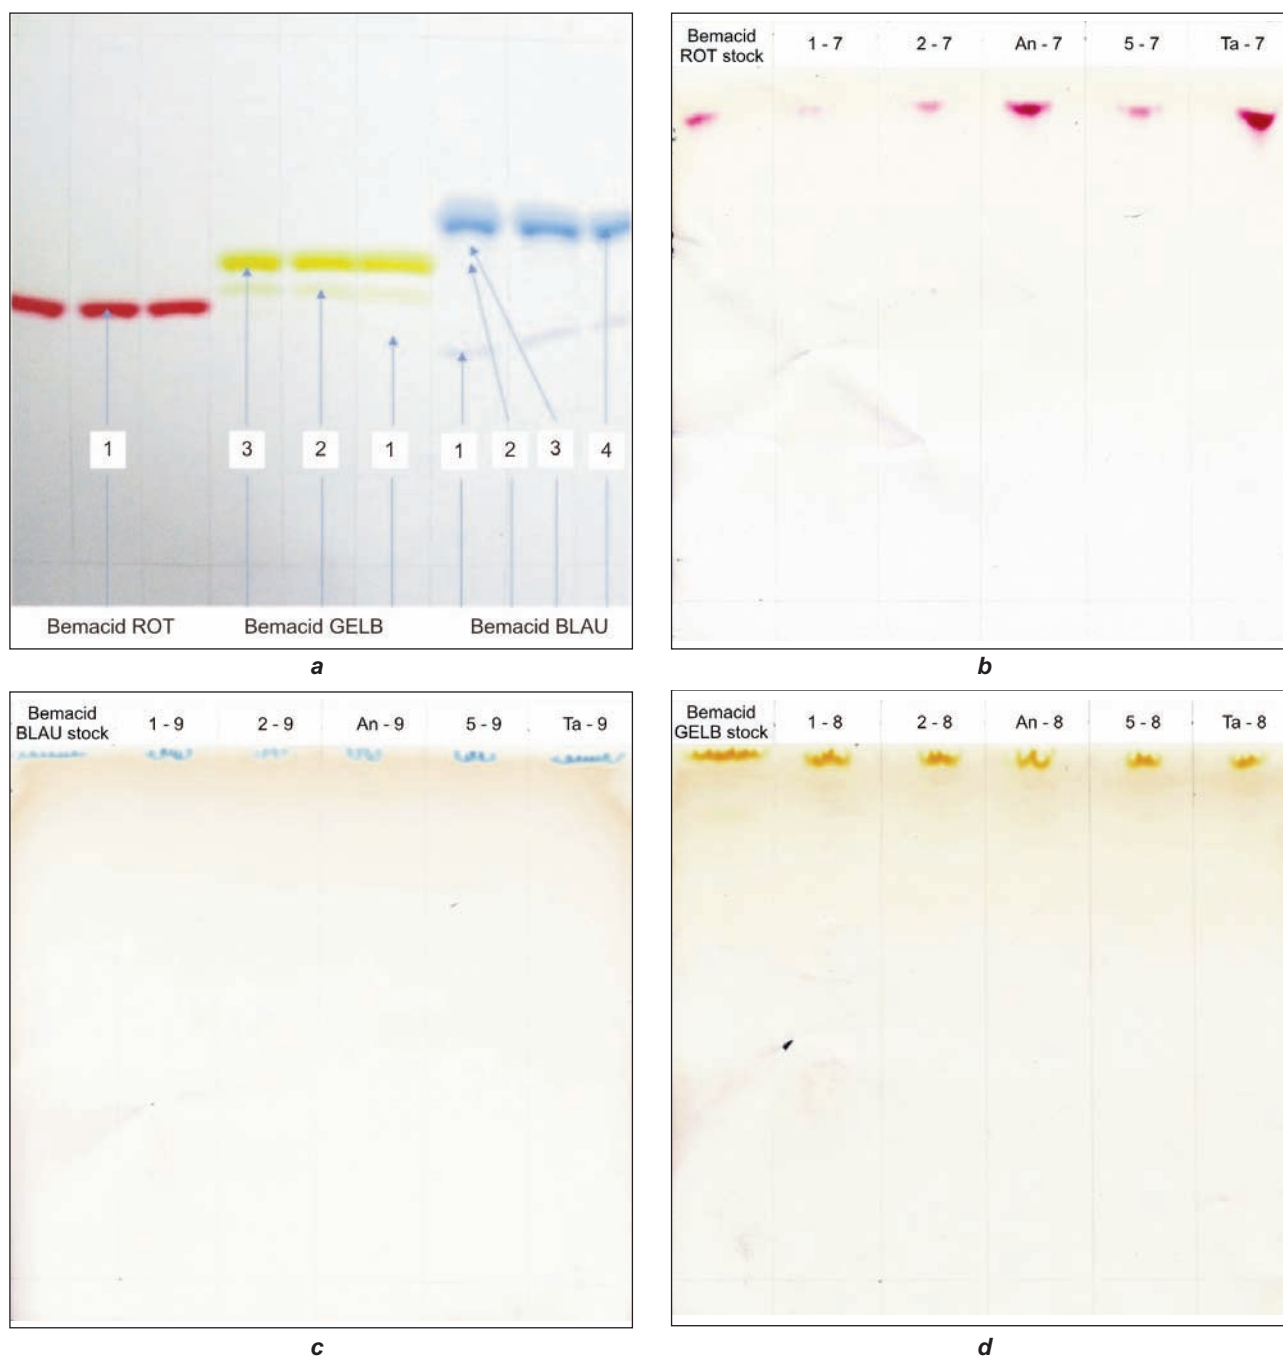 1
3
2
1
1
2
3
4
Bemacid ROT
Bemacid GELB
Bemacid BLAU
a
Bemacid
ROT stock
1 - 7
2 - 7
An - 7
5 - 7
Ta - 7
b
Bemacid
BLAU stock
1 - 9
2 - 9
An - 9
5 - 9
Ta - 9
c
Bemacid
GELB stock
1 - 8
2 - 8
An - 8
5 - 8
Ta - 8
d